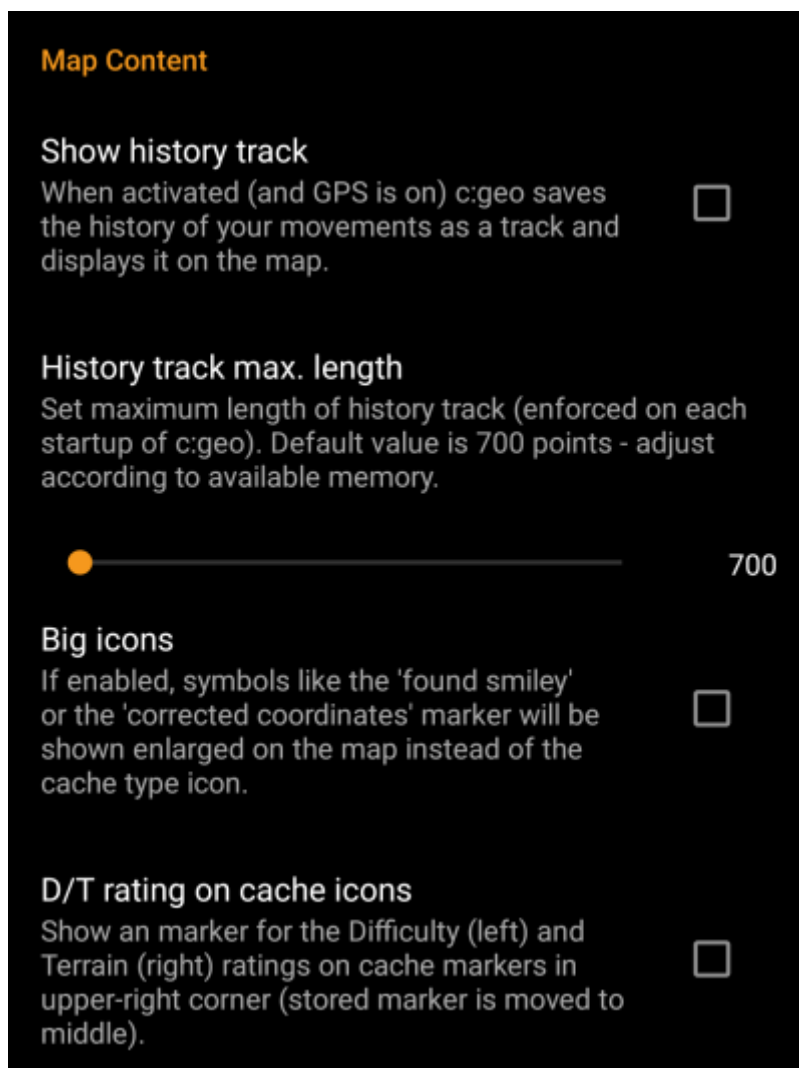 Map Content
Show history track
When activated (and GPS is on) c:geo saves
the history of your movements as a track and
displays it on the map.
History track max. length
Set maximum length of history track (enforced on each
startup of c:geo). Default value is 700 points - adjust
according to available memory.
700
Big icons
If enabled, symbols like the 'found smiley'
or the 'corrected coordinates' marker will be
shown enlarged on the map instead of the
cache type icon.
D/T rating on cache icons
Show an marker for the Difficulty (left) and
Terrain (right) ratings on cache markers in
upper-right corner (stored marker is moved to
middle).